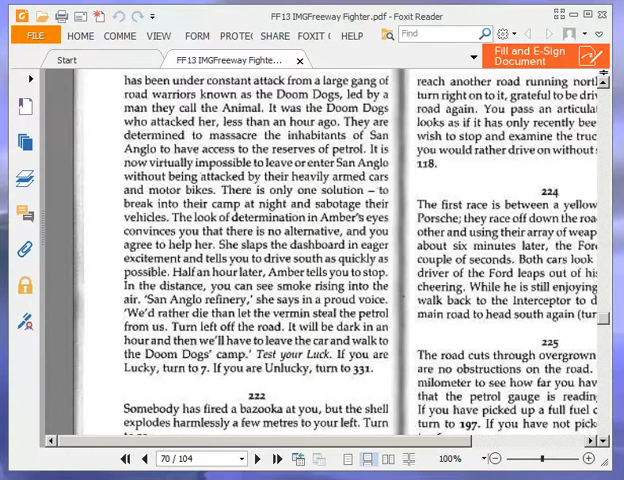 FF13 IMGFreeway Fighter.pdf - Foxit Reader
FILE HOME COMME VIEW FORM PROTE SHARE FOXIT C HELP Find
Fill and E-Sign
Document
Start FF13 IMGFreeway Fighte...
has been under constant attack from a large gang of
road warriors known as the Doom Dogs, led by a
man they call the Animal. It was the Doom Dogs
who attacked her, less than an hour ago. They are
determined to massacre the inhabitants of San
Anglo to have access to the reserves of petrol. It is
now virtually impossible to leave or enter San Anglo
without being attacked by their heavily armed cars
and motor bikes. There is only one solution – to
break into their camp at night and sabotage their
vehicles. The look of determination in Amber's eyes
convinces you that there is no alternative, and you
agree to help her. She slaps the dashboard in eager
excitement and tells you to drive south as quickly as
possible. Half an hour later, Amber tells you to stop.
In the distance, you can see smoke rising into the
air. 'San Anglo refinery,' she says in a proud voice.
'We'd rather die than let the vermin steal the petrol
from us. Turn left off the road. It will be dark in an
hour and then we'll have to leave the car and walk to
the Doom Dogs' camp.' Test your Luck. If you are
Lucky, turn to 7. If you are Unlucky, turn to 331.
222
Somebody has fired a bazooka at you, but the shell
explodes harmlessly a few metres to your left. Turn
reach another road running nort
turn right on to it, grateful to be driv
road again. You pass an articulat
looks as if it has only recently bee
wish to stop and examine the truc
you would rather drive on without s
118.
224
The first race is between a yellow
Porsche; they race off down the roa
other and using their array of weap
about six minutes later, the For
couple of seconds. Both cars look
driver of the Ford leaps out of his
cheering. While he is still enjoying
walk back to the Interceptor to d
main road to head south again (tur
225
The road cuts through overgrown
are no obstructions on the road.
milometer to see how far you hav
that the petrol gauge is reading
If you have picked up a full fuel c
turn to 197. If you have not pick
70 / 104 100%